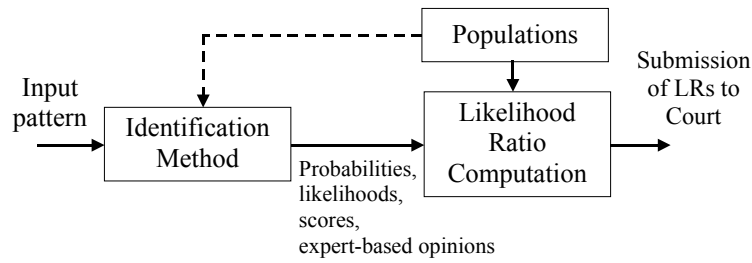 Populations
Submission
of LRs to
Court
Input
pattern
Identification
Method
Likelihood
Ratio
Computation
Probabilities,
likelihoods,
scores,
expert-based opinions